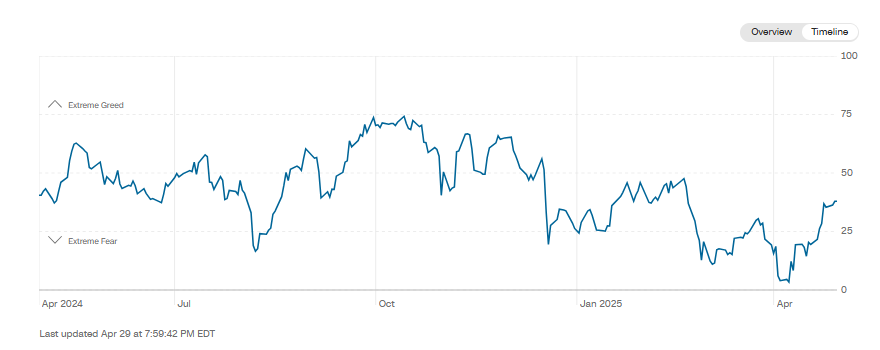 Overview Timeline
100
Extreme Greed
75
50
25
Extreme Fear
0
Apr 2024 Jul Oct Jan 2025 Apr
Last updated Apr 29 at 7:59:42 PM EDT